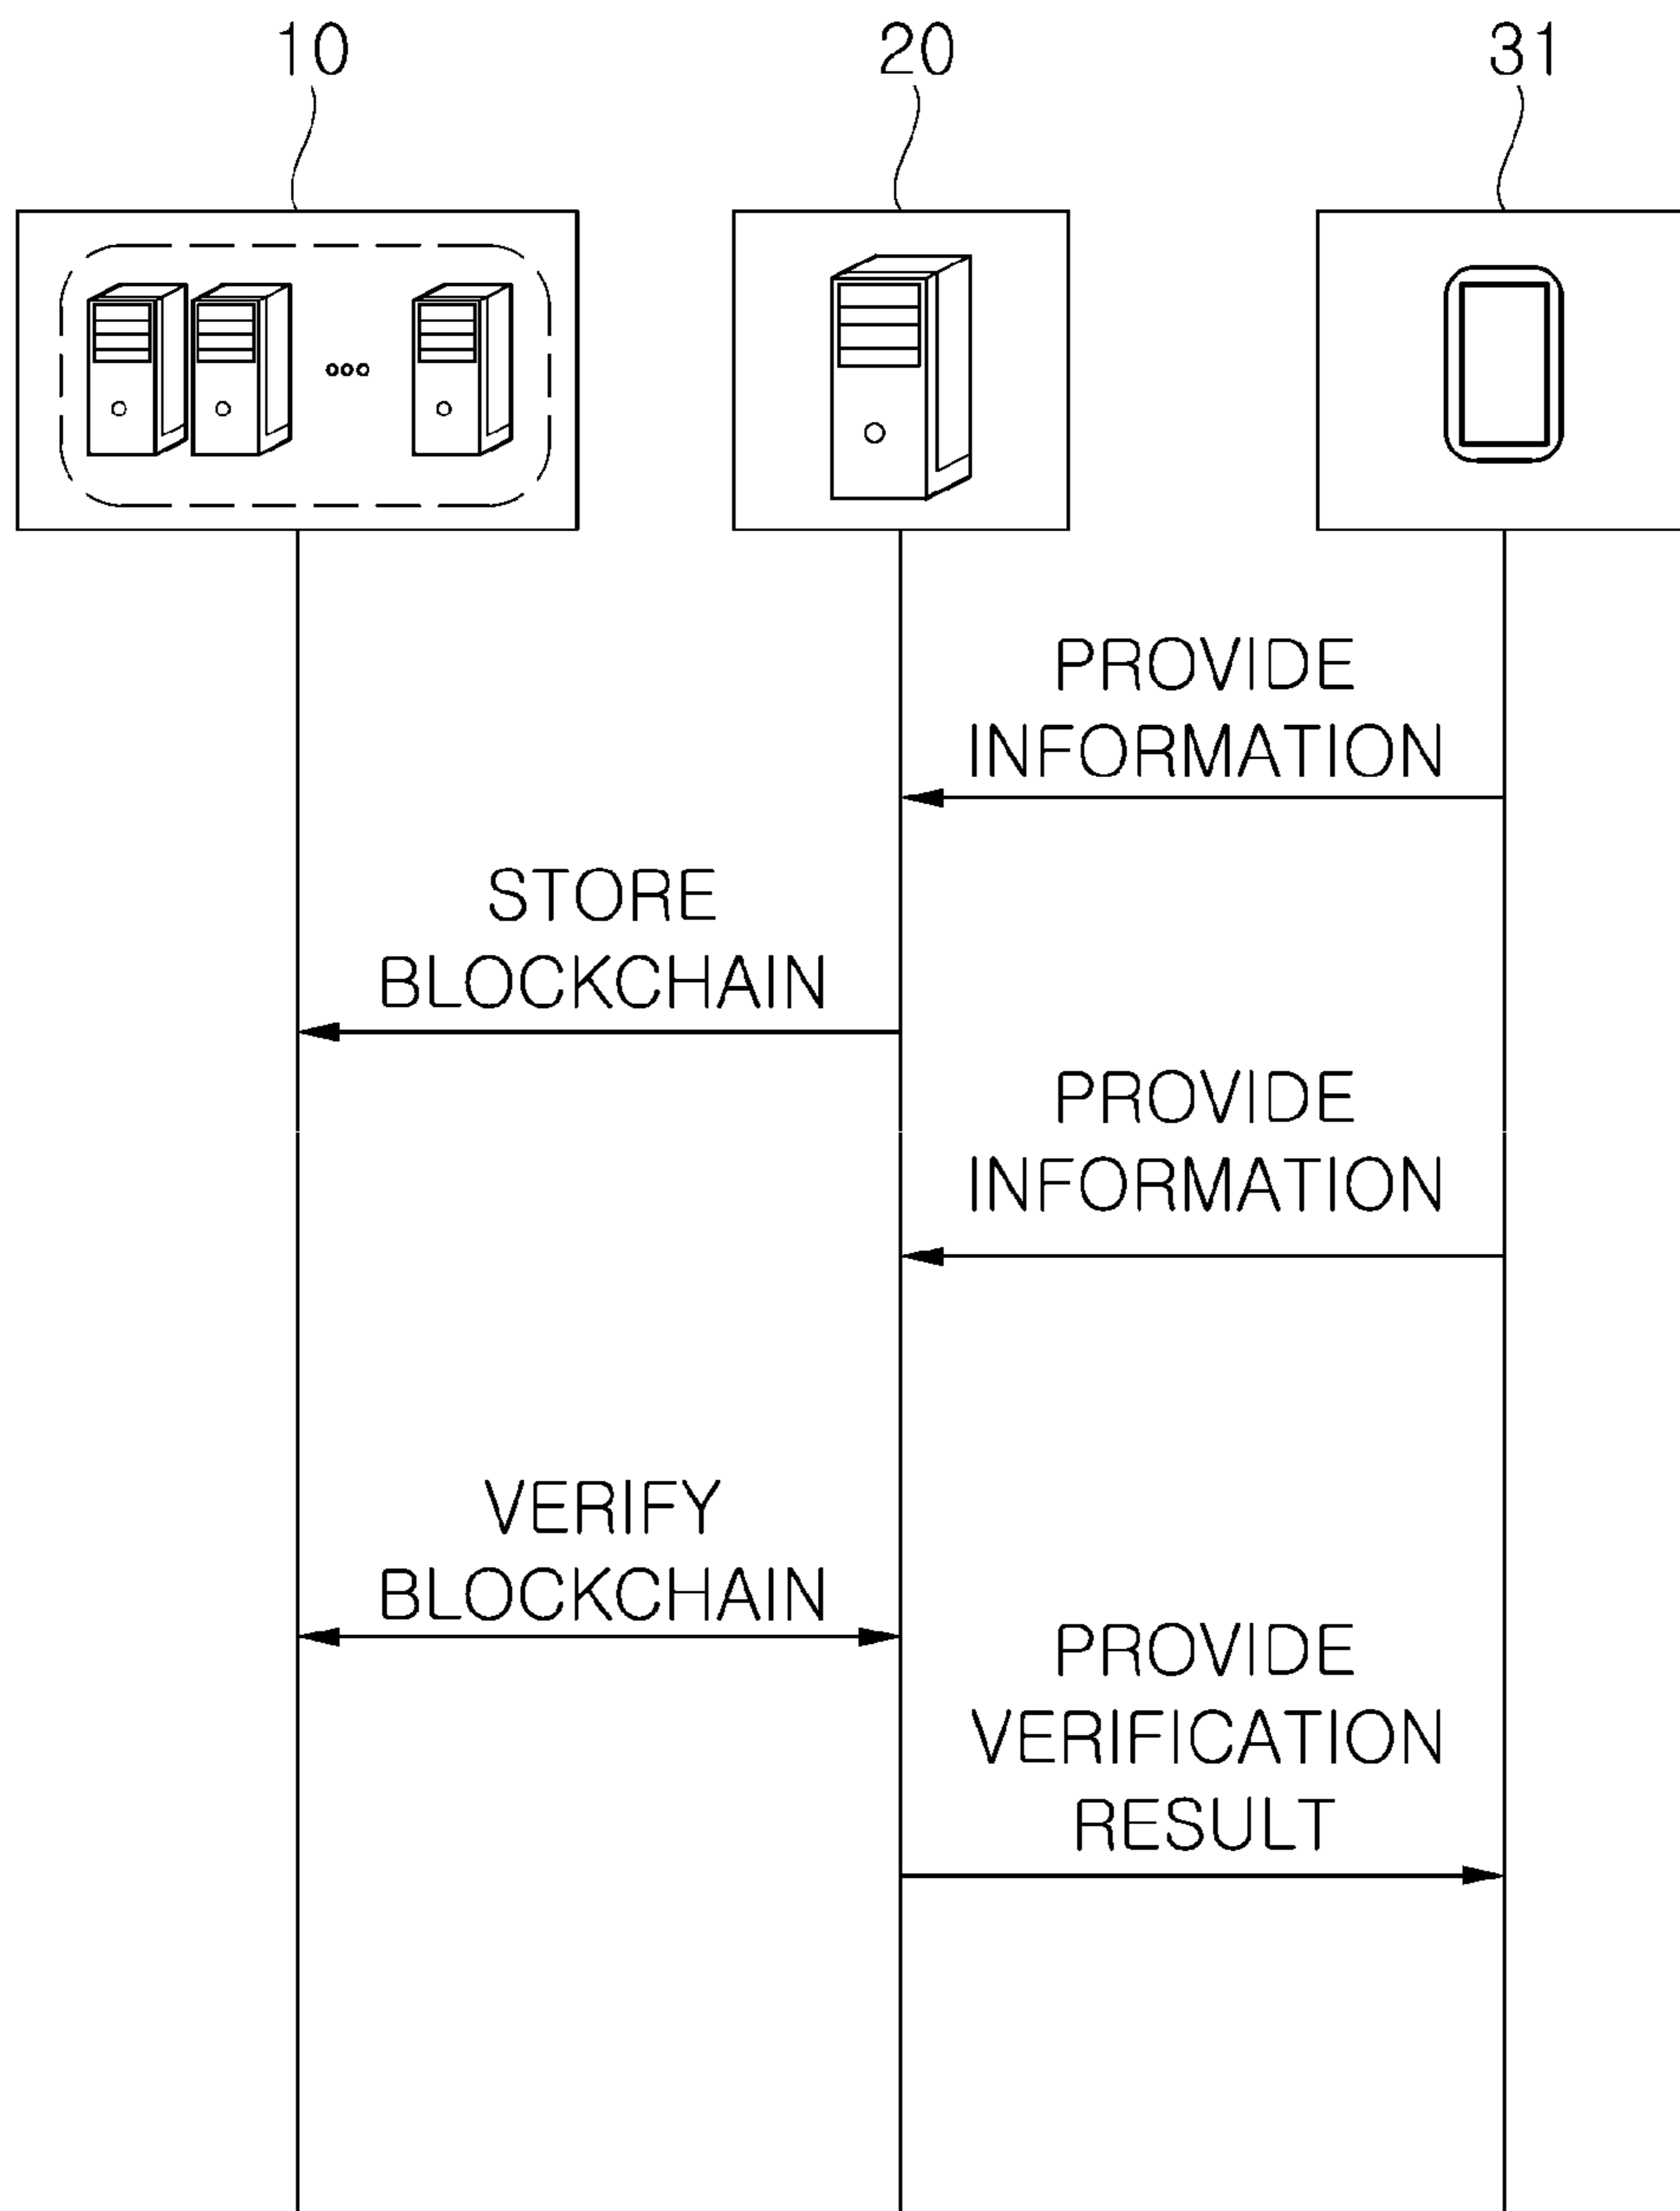 10
20
31
PROVIDE
INFORMATION
STORE
BLOCKCHAIN
PROVIDE
INFORMATION
VERIFY
BLOCKCHAIN
PROVIDE
VERIFICATION
RESULT